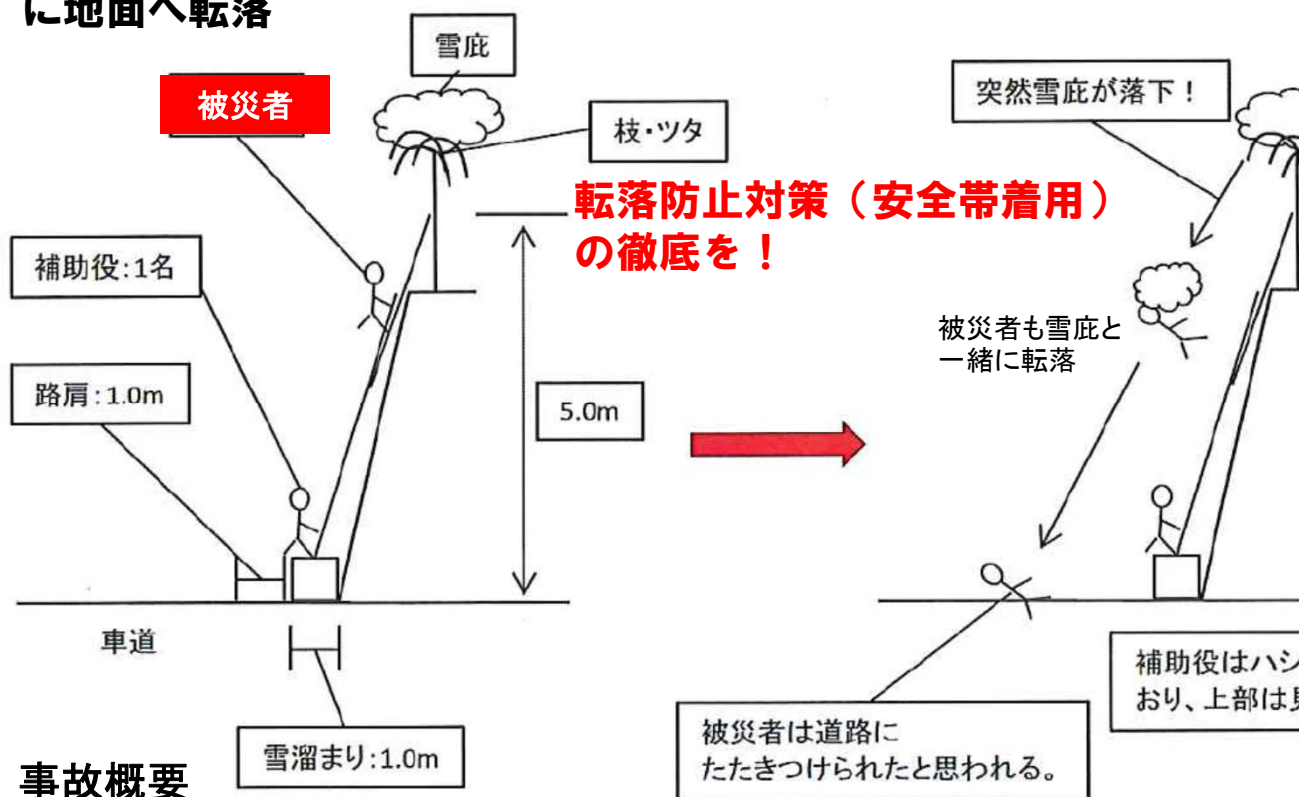 に地面へ転落
雪庇
被災者
枝・ツタ
転落防止対策（安全帯着用）
の徹底を！
補助役：1名
路肩：1.0m
5.0m
車道
雪溜まり：1.0m
突然雪庇が落下！
被災者も雪庇と
一緒に転落
補助役はハシ
おり、上部は
被災者は道路に
たたきつけられたと思われる。
事故概要